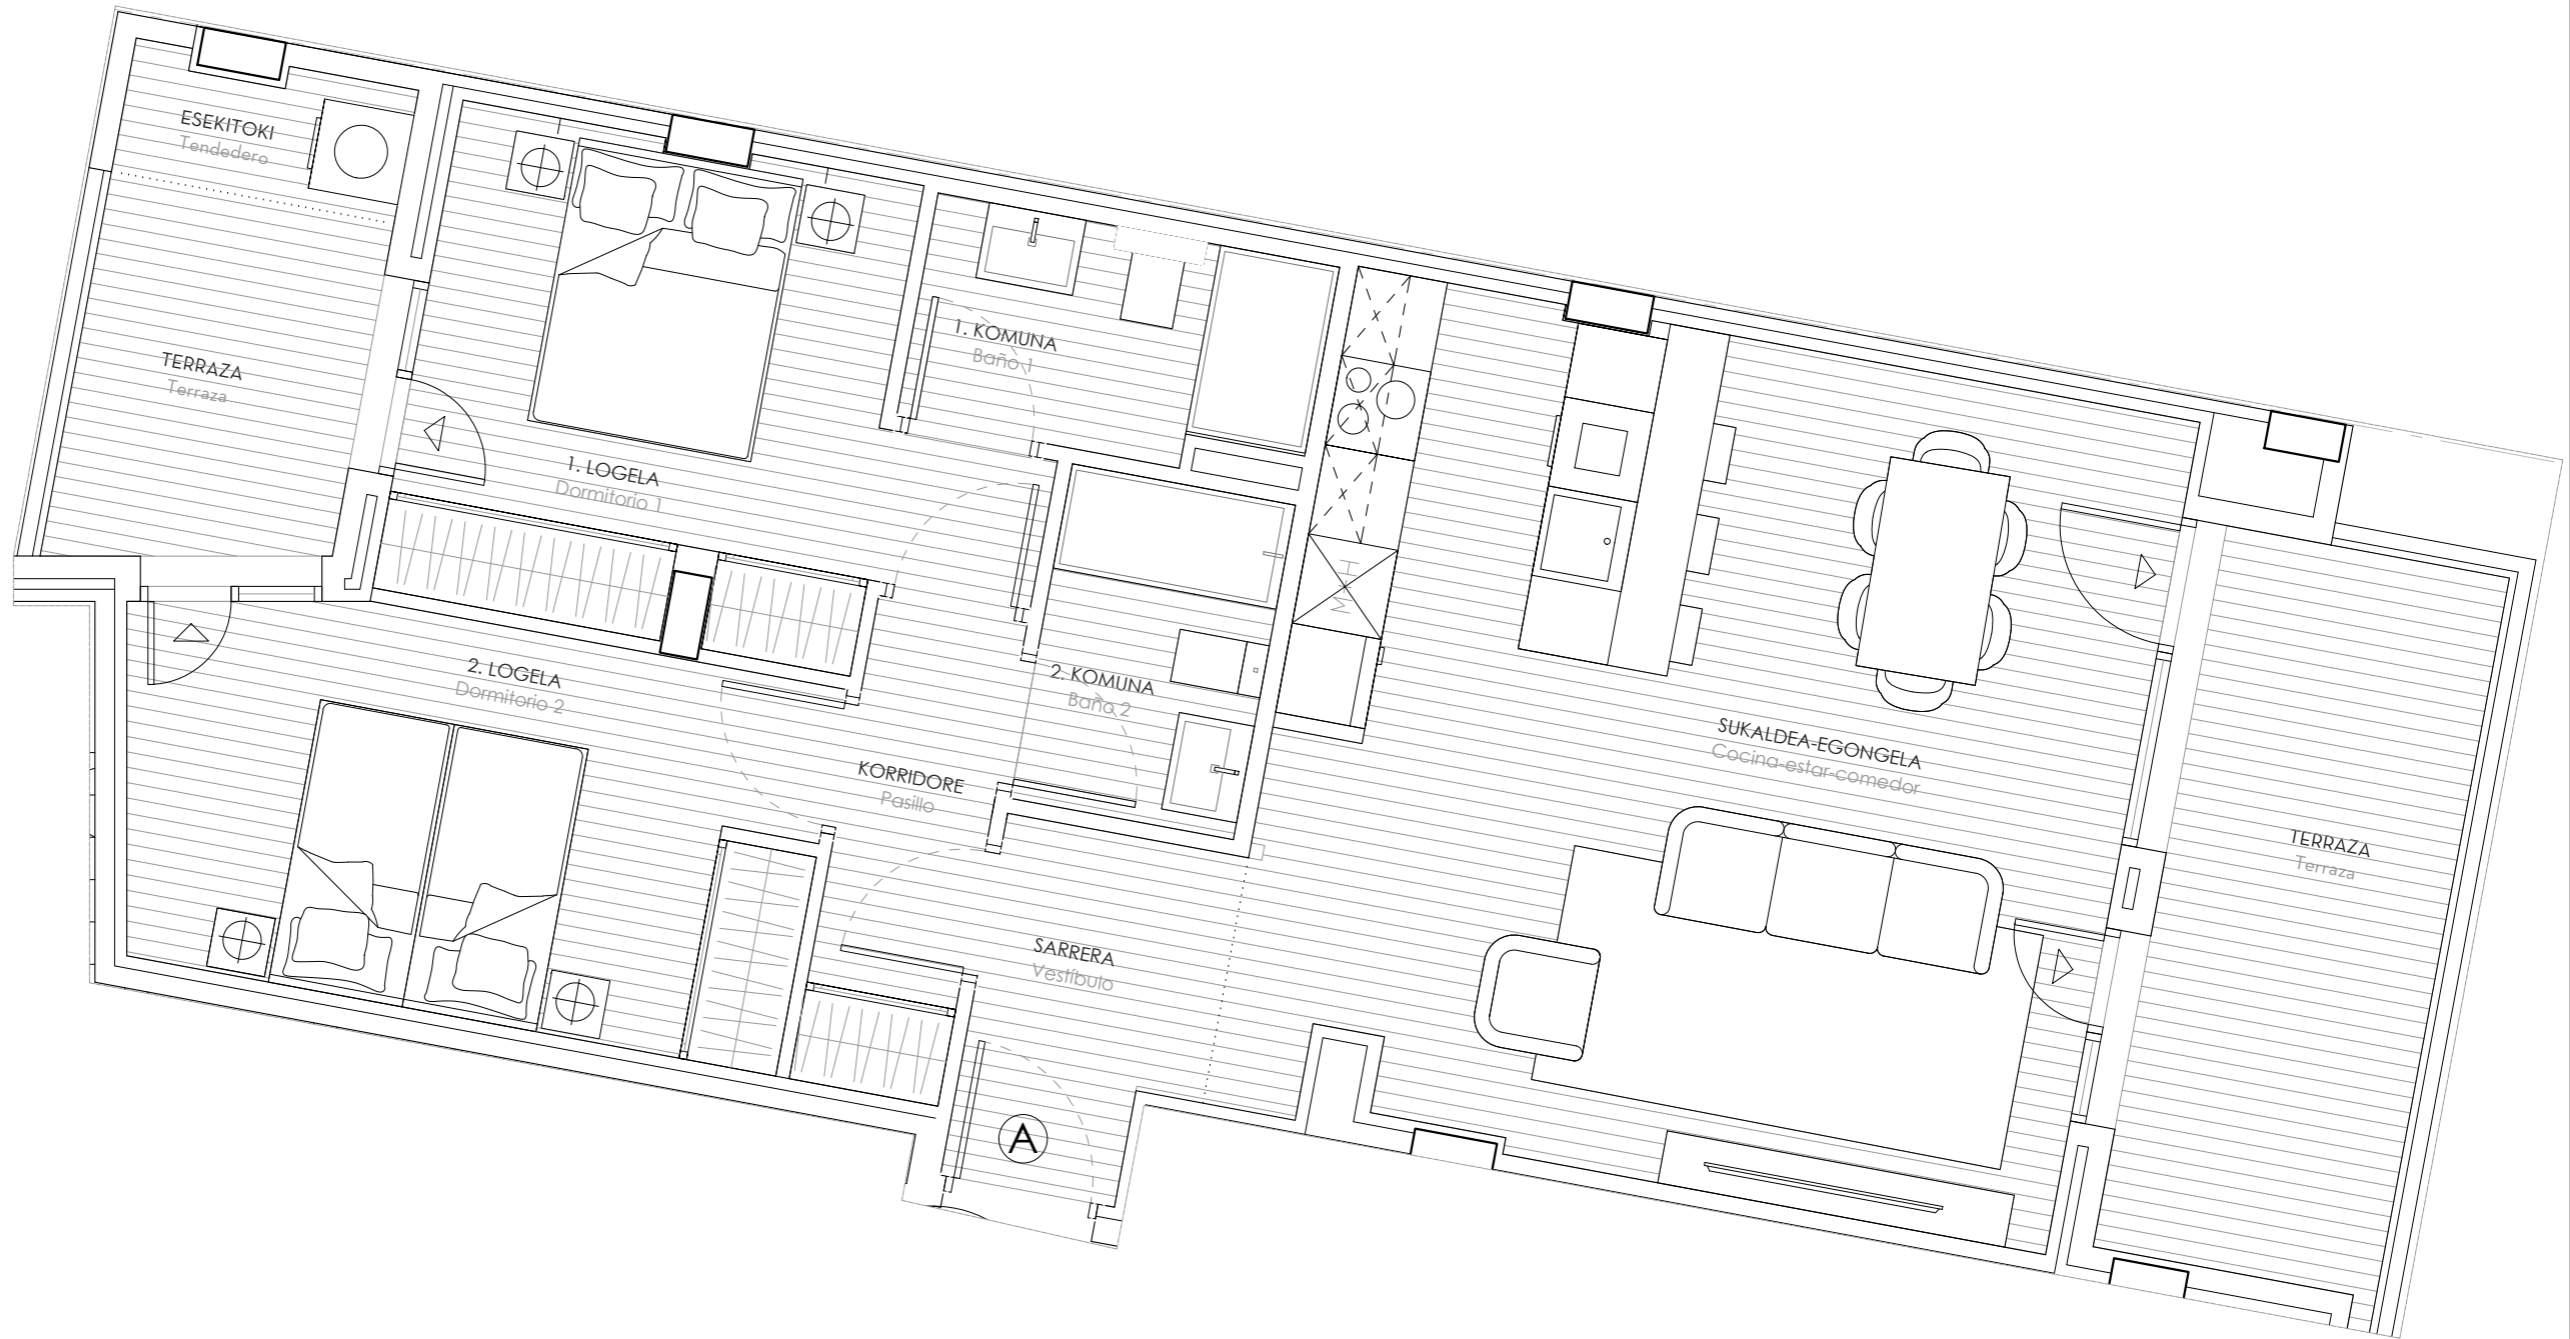 ESEKITOKI
Tendedero
TERRAZA
Terraza
1. LOGELA
Dormitorio 1
1. KOMUNA
Baño 1
2. LOGELA
Dormitorio 2
2. KOMUNA
Baño 2
KORRIDORE
Pasillo
SARRERA
Vestíbulo
A
SUKALDEA-EGONGELA
Cocina-estar-comedor
TERRAZA
Terraza